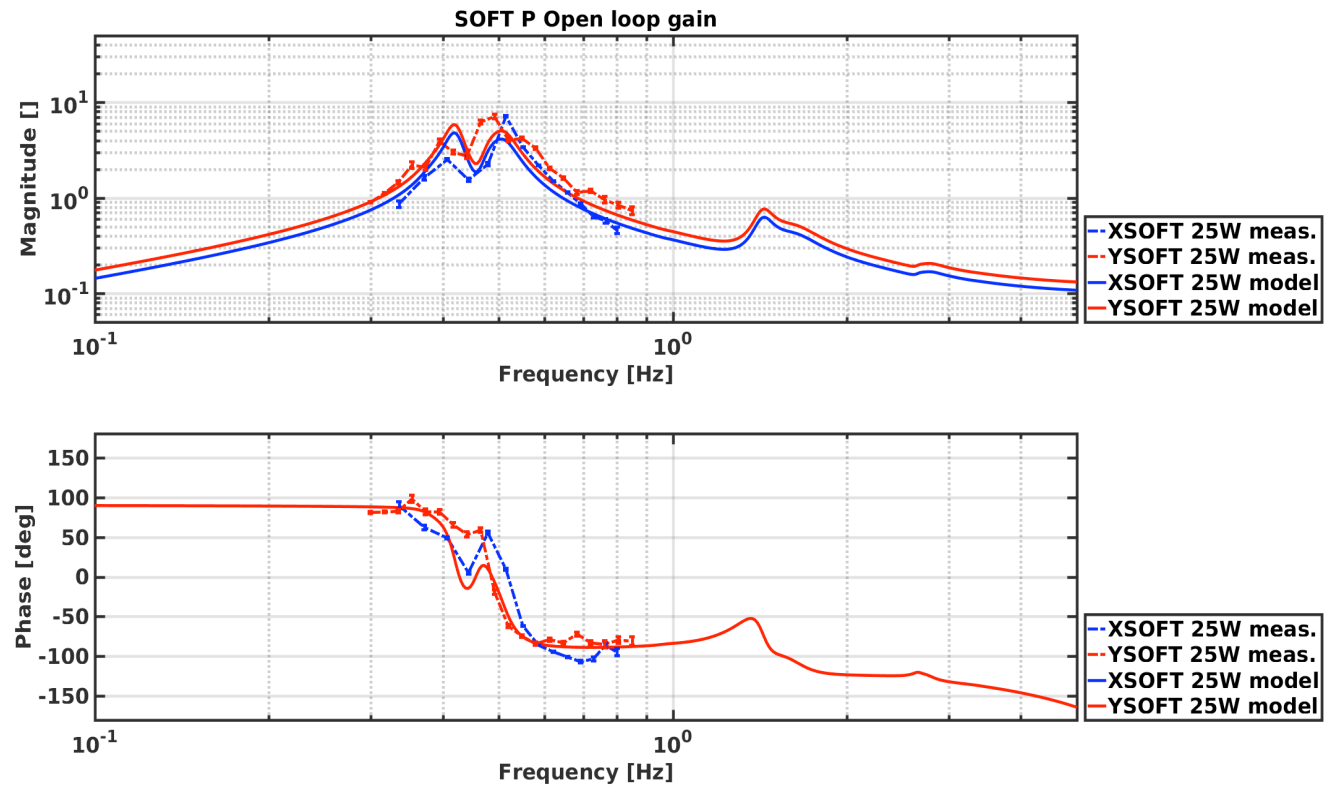 SOFT P Open loop gain
Magnitude []
10^1
10^0
10^-1
10^-1
10^0
Frequency [Hz]
XSOFT 25W meas.
YSOFT 25W meas.
XSOFT 25W model
YSOFT 25W model
Phase [deg]
150
100
50
0
-50
-100
-150
10^-1
10^0
Frequency [Hz]
XSOFT 25W meas.
YSOFT 25W meas.
XSOFT 25W model
YSOFT 25W model